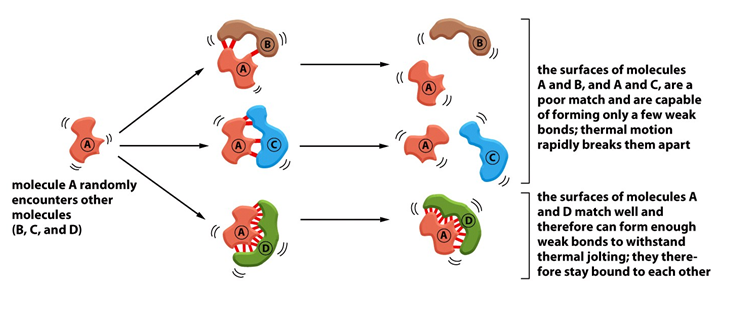 B
A
B
A
the surfaces of molecules
A and B, and A and C, are a
poor match and are capable
of forming only a few weak
bonds; thermal motion
rapidly breaks them apart
A
A
C
A
C
molecule A randomly
encounters other
molecules
(B, C, and D)
A
D
A
D
the surfaces of molecules A
and D match well and
therefore can form enough
weak bonds to withstand
thermal jolting; they there-
fore stay bound to each other